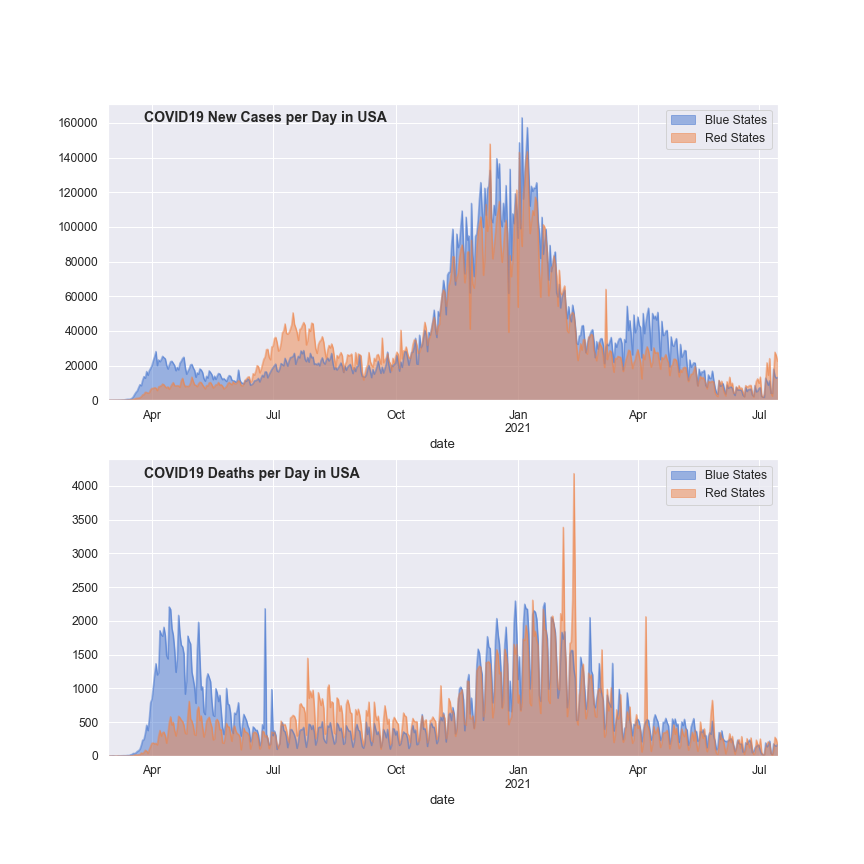 COVID19 New Cases per Day in USA
Blue States
Red States
160000
140000
120000
100000
80000
60000
40000
20000
0
Apr Jul Oct Jan Apr Jul
2021
date
COVID19 Deaths per Day in USA
Blue States
Red States
4000
3500
3000
2500
2000
1500
1000
500
0
Apr Jul Oct Jan Apr Jul
2021
date